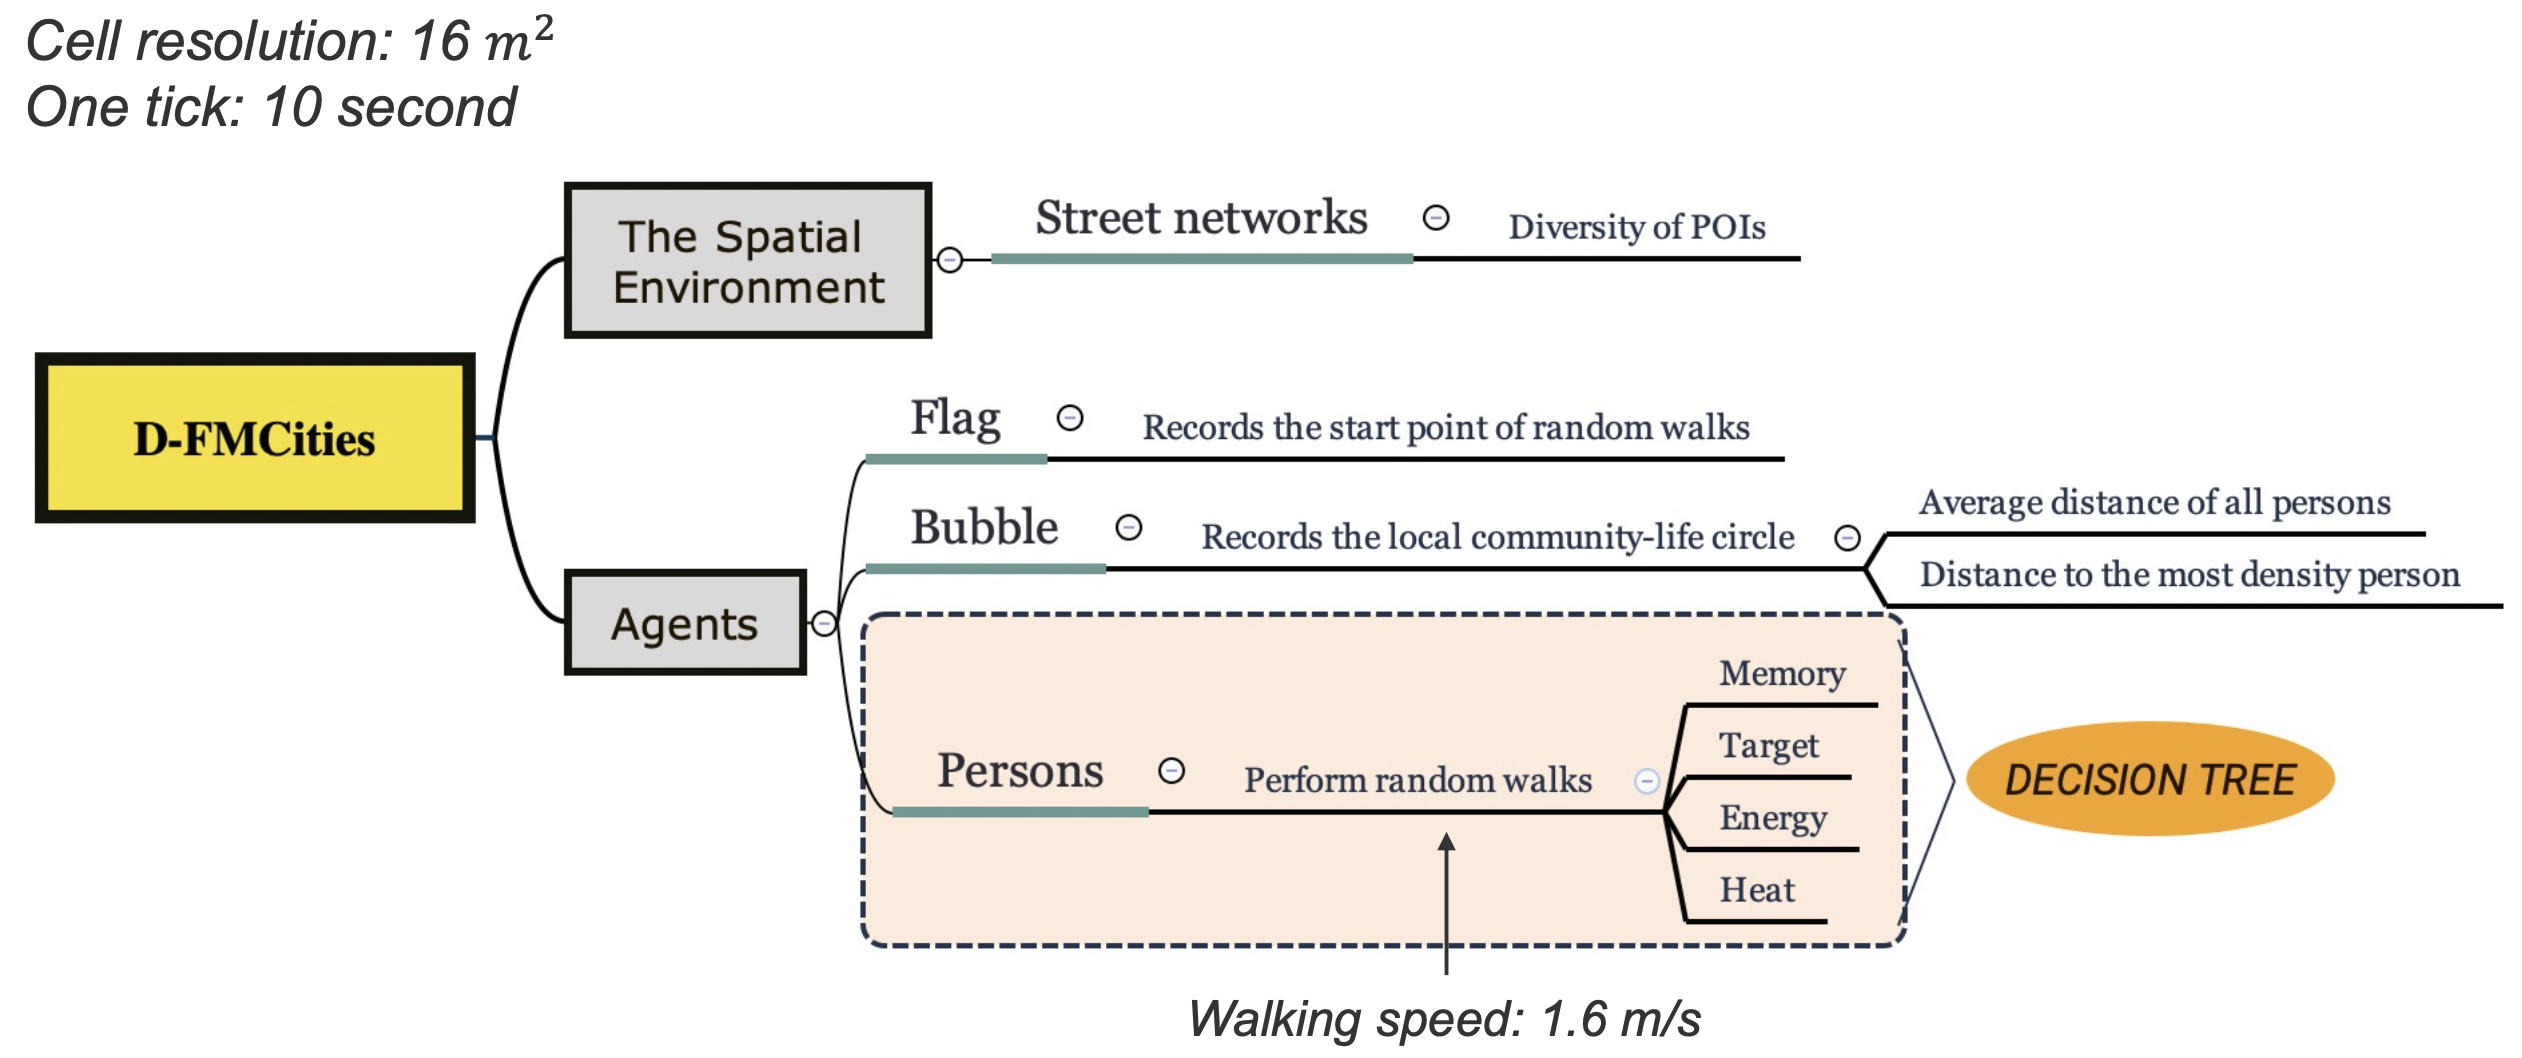 Cell resolution: 16 m²
One tick: 10 second
The Spatial
Environment
Street networks
Diversity of POIs
D-FMCities
Flag
Records the start point of random walks
Bubble
Records the local community-life circle
Average distance of all persons
Distance to the most density person
Agents
Persons
Perform random walks
Memory
Target
Energy
Heat
DECISION TREE
Walking speed: 1.6 m/s